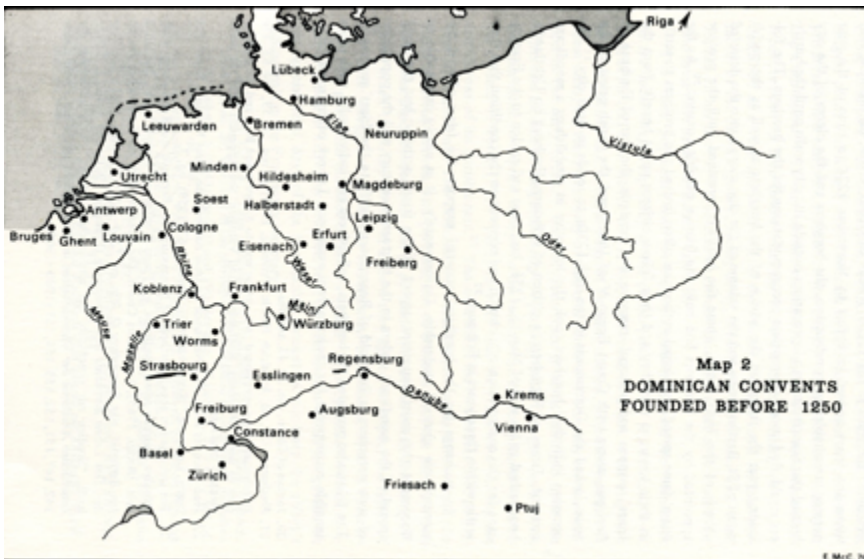 Riga
Lübeck
Hamburg
Leeuwarden
Bremen
Elbe
Neuruppin
Vistula
Utrecht
Minden
Hildesheim
Magdeburg
Soest
Halberstadt
Antwerp
Leipzig
Bruges
Ghent
Louvain
Cologne
Eisenach
Erfurt
Freiberg
Oder
Rhine
Weser
Koblenz
Frankfurt
Main
Würzburg
Meuse
Trier
Worms
Moselle
Strasbourg
Regensburg
Esslingen
Map 2
DOMINICAN CONVENTS
FOUNDED BEFORE 1250
Danube
Krems
Freiburg
Augsburg
Vienna
Constance
Basel
Zürich
Friesach
Ptuj